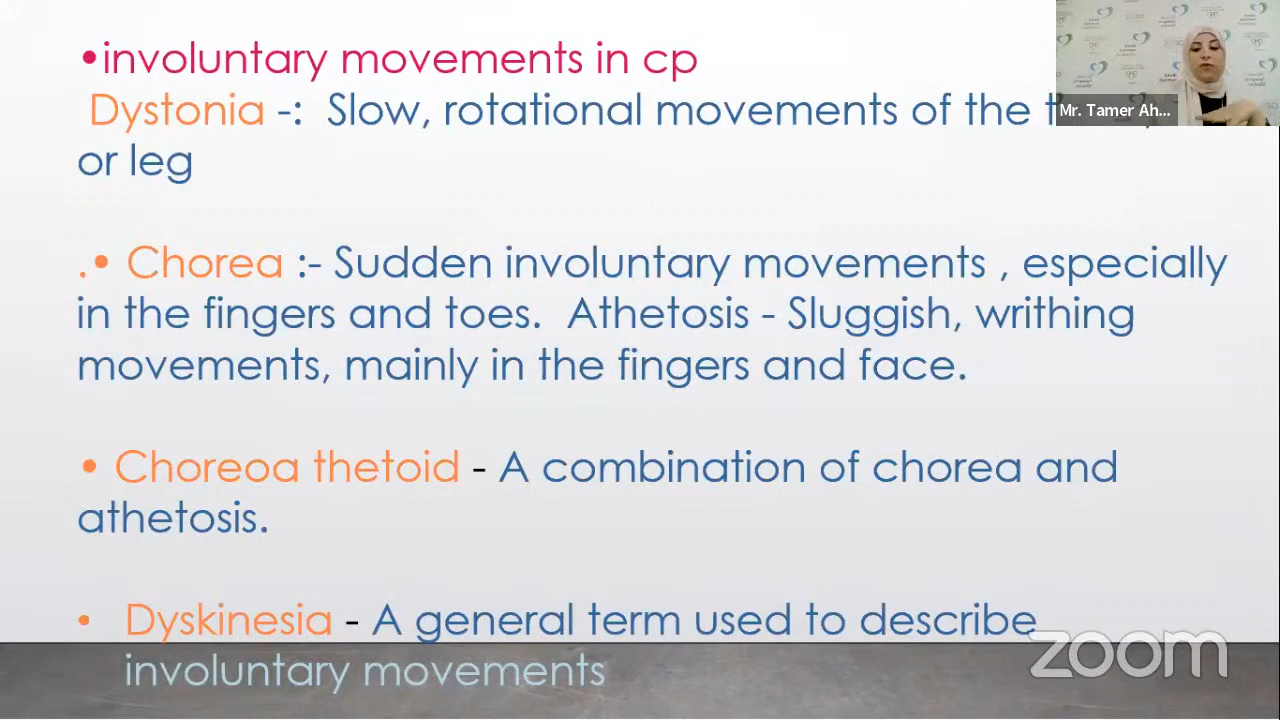 •involuntary movements in cp
Dystonia -: Slow, rotational movements of the
or leg
.• Chorea :- Sudden involuntary movements , especially
in the fingers and toes. Athetosis - Sluggish, writhing
movements, mainly in the fingers and face.
• Choreoa thetoid - A combination of chorea and
athetosis.
• Dyskinesia - A general term used to describe
involuntary movements
Mr. Tamer Ah...
zoom